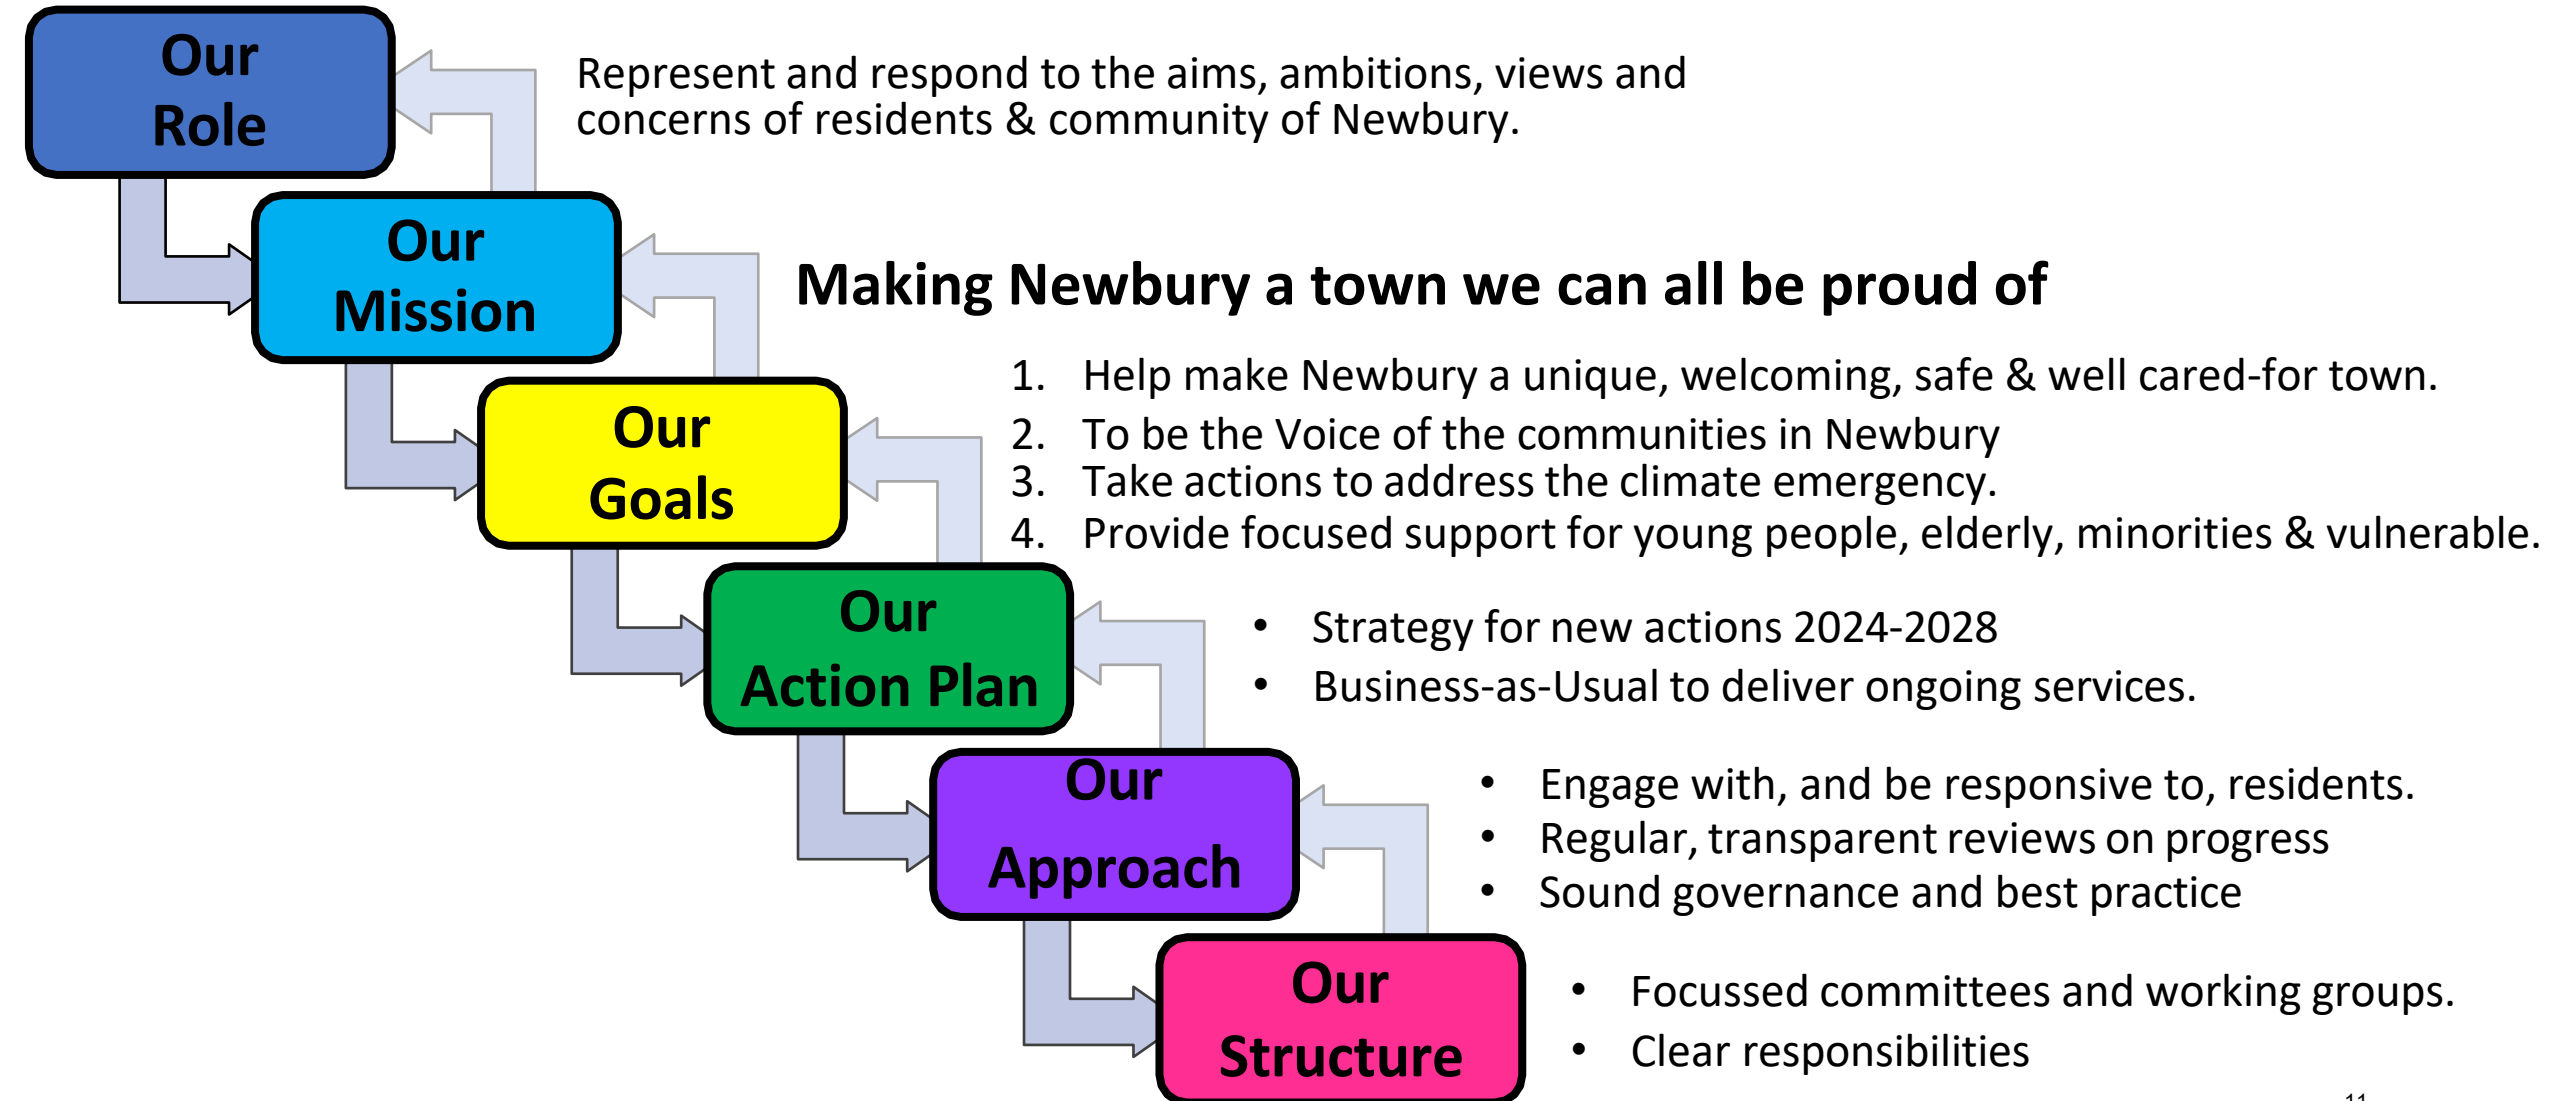 Our
Role
Represent and respond to the aims, ambitions, views and
concerns of residents & community of Newbury.
Our
Mission
Making Newbury a town we can all be proud of
Our
Goals
1. Help make Newbury a unique, welcoming, safe & well cared-for town.
2. To be the Voice of the communities in Newbury
3. Take actions to address the climate emergency.
4. Provide focused support for young people, elderly, minorities & vulnerable.
Our
Action Plan
• Strategy for new actions 2024-2028
• Business-as-Usual to deliver ongoing services.
Our
Approach
• Engage with, and be responsive to, residents.
• Regular, transparent reviews on progress
• Sound governance and best practice
Our
Structure
• Focussed committees and working groups.
• Clear responsibilities
11